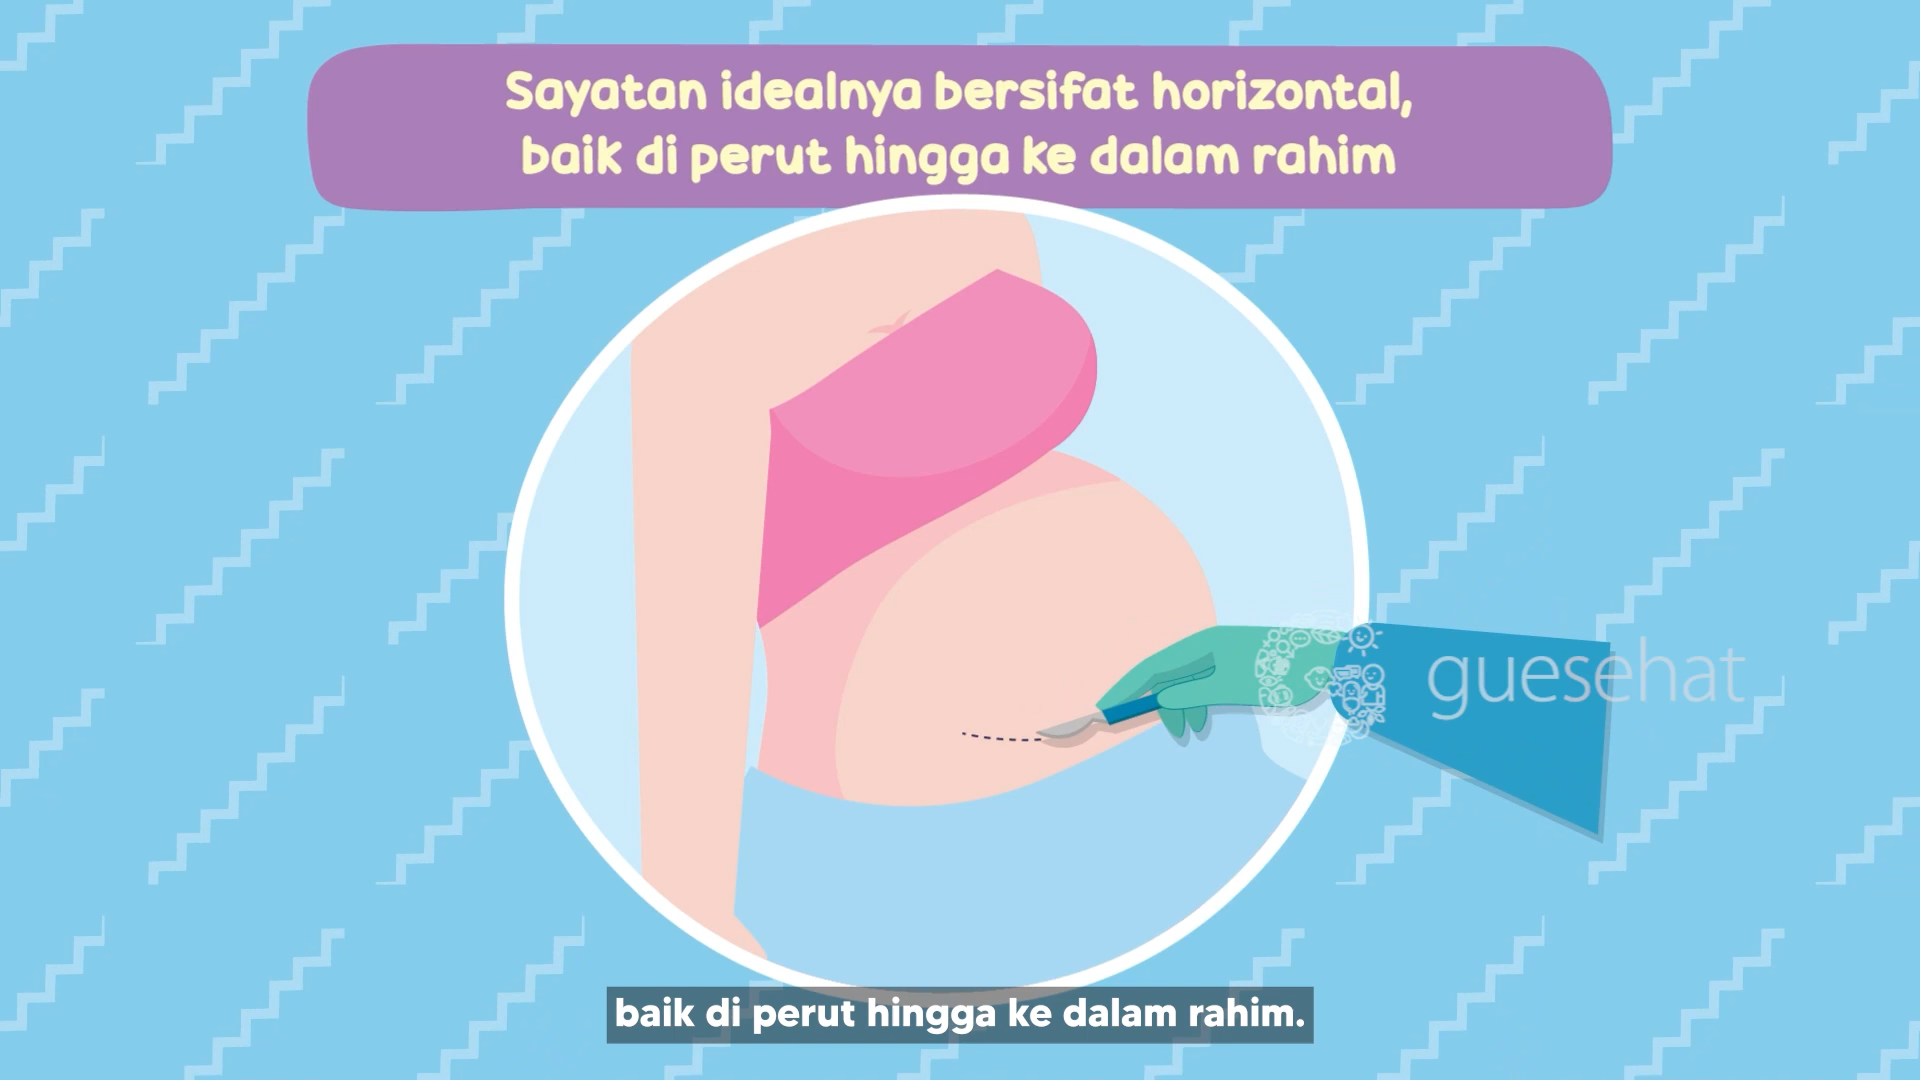 Sayatan idealnya bersifat horizontal,
baik di perut hingga ke dalam rahim
guesehat
baik di perut hingga ke dalam rahim.